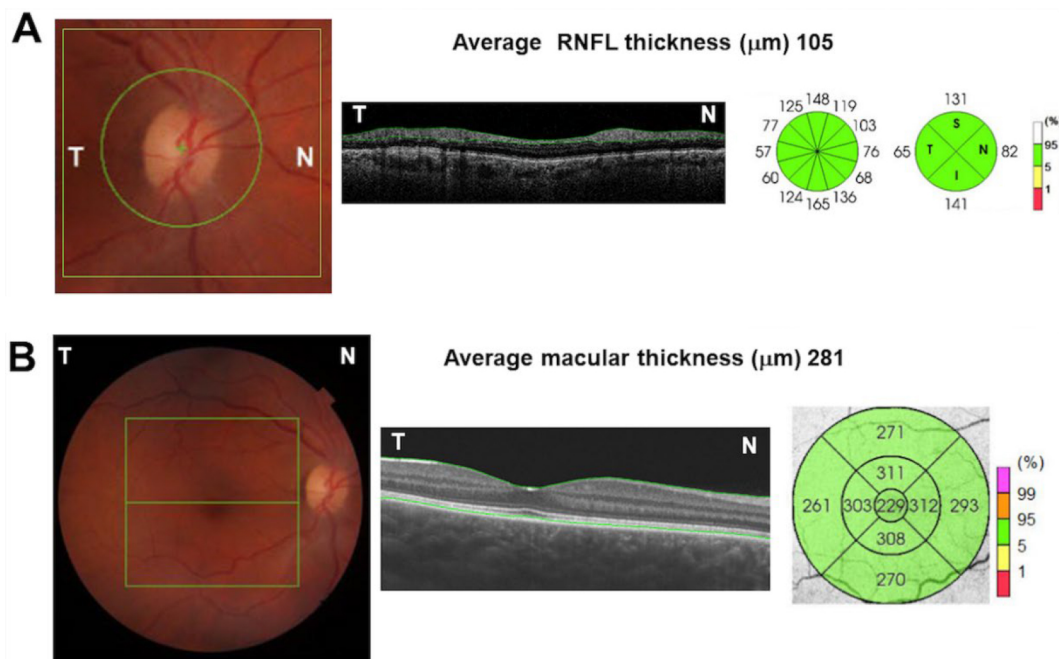 A
Average RNFL thickness (μm) 105
T N
T N
125 148 119
77 103
57 76
60 68
124 165 136
131
S
65 T N 82
I
141
(%
95
5
1
B
Average macular thickness (μm) 281
T N
T N
271
311
261 303 229 312 293
308
270
(%)
99
95
5
1